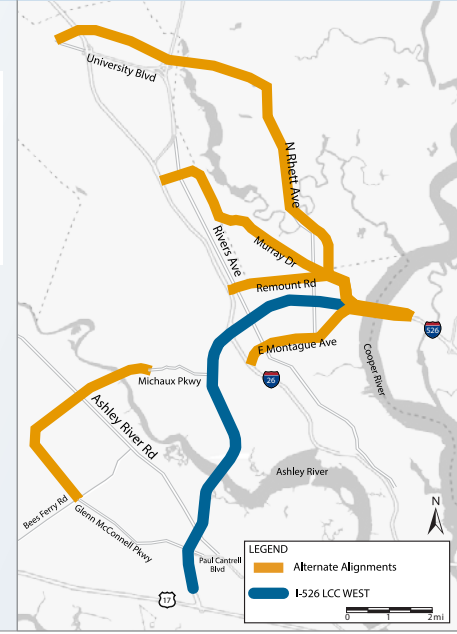 University Blvd
N Rhett Ave
Rivers Ave
Murray Dr
Remount Rd
526
E Montague Ave
Cooper River
26
Michaux Pkwy
Ashley River Rd
Ashley River
Bees Ferry Rd
Glenn McConnell Pkwy
N
Paul Cantrell
Blvd
17
LEGEND
Alternate Alignments
I-526 LCC WEST
0 1 2mi